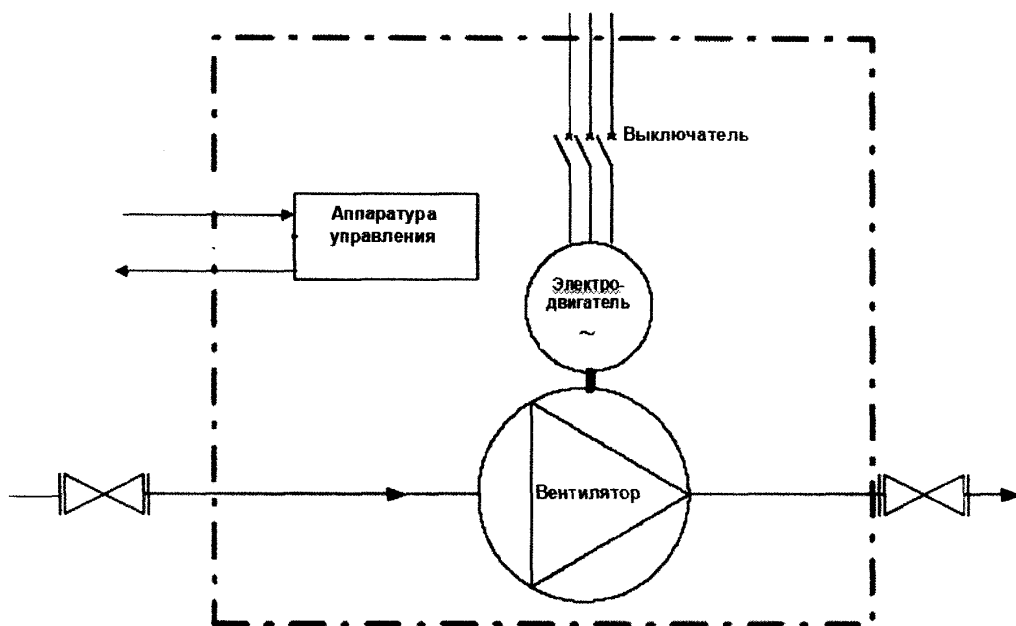 Выключатель
Аппаратура
управления
Электро-
двигатель
~
Вентилятор